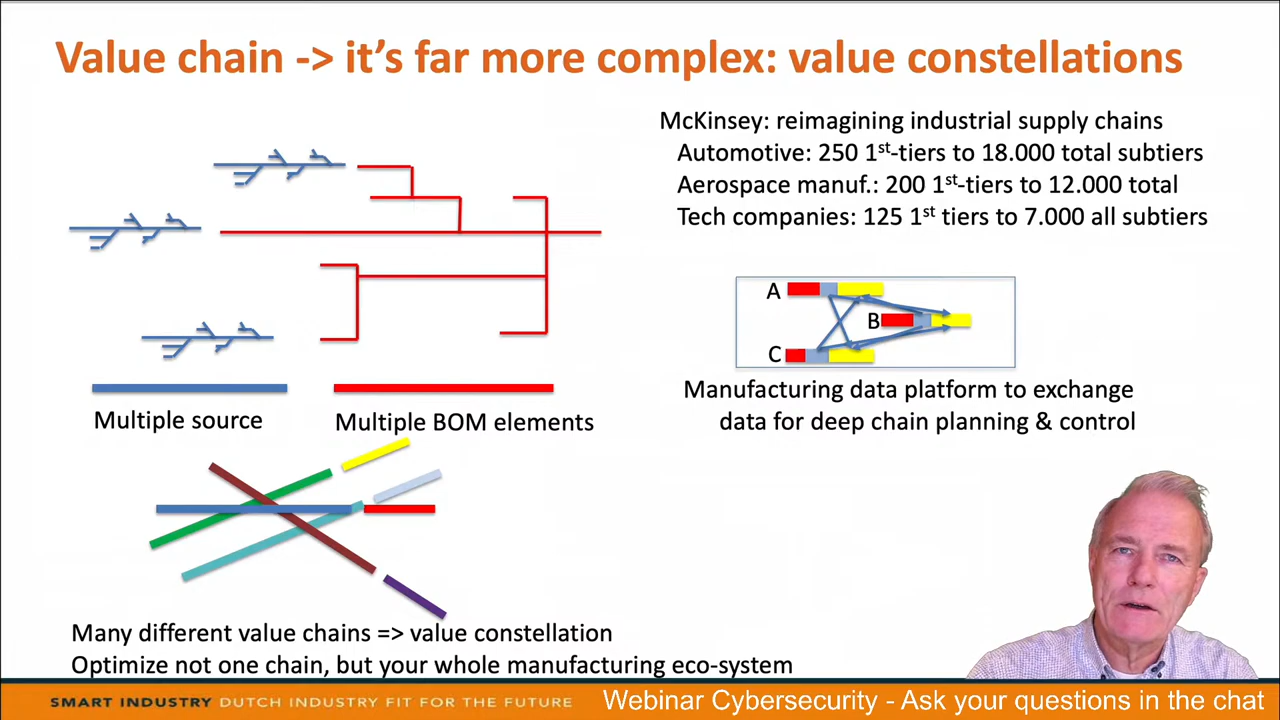 Value chain -> it's far more complex: value constellations
McKinsey: reimagining industrial supply chains
Automotive: 250 1st-tiers to 18.000 total subtiers
Aerospace manuf.: 200 1st-tiers to 12.000 total
Tech companies: 125 1st tiers to 7.000 all subtiers
A
B
C
Manufacturing data platform to exchange
data for deep chain planning & control
Multiple source
Multiple BOM elements
Many different value chains => value constellation
Optimize not one chain, but your whole manufacturing eco-system
SMART INDUSTRY DUTCH INDUSTRY FIT FOR THE FUTURE
Webinar Cybersecurity - Ask your questions in the chat